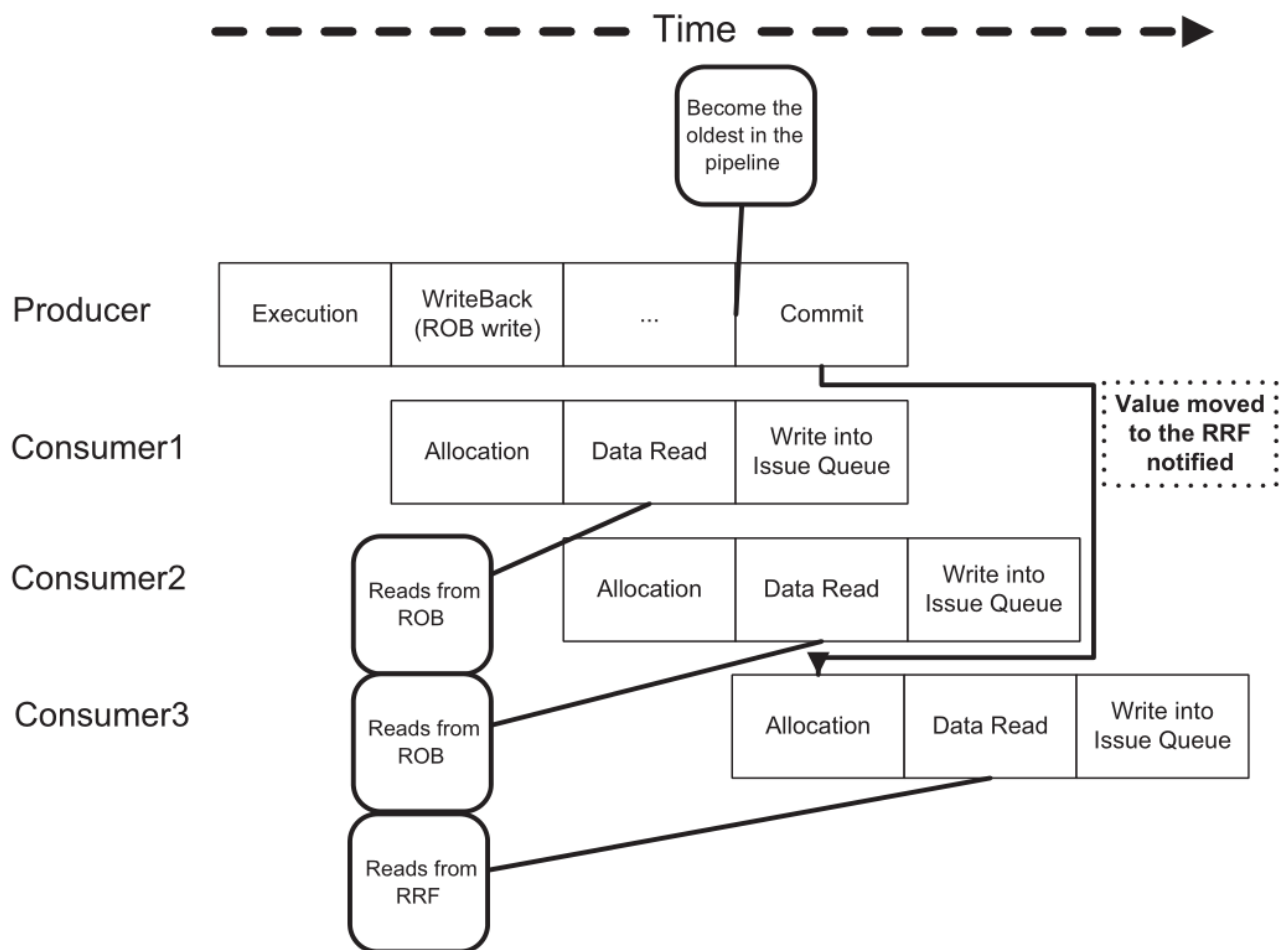 Time
Become the
oldest in the
pipeline
Producer
Execution
WriteBack
(ROB write)
...
Commit
Value moved
to the RRF
notified
Consumer1
Allocation
Data Read
Write into
Issue Queue
Consumer2
Reads from
ROB
Allocation
Data Read
Write into
Issue Queue
Consumer3
Reads from
ROB
Allocation
Data Read
Write into
Issue Queue
Reads from
RRF